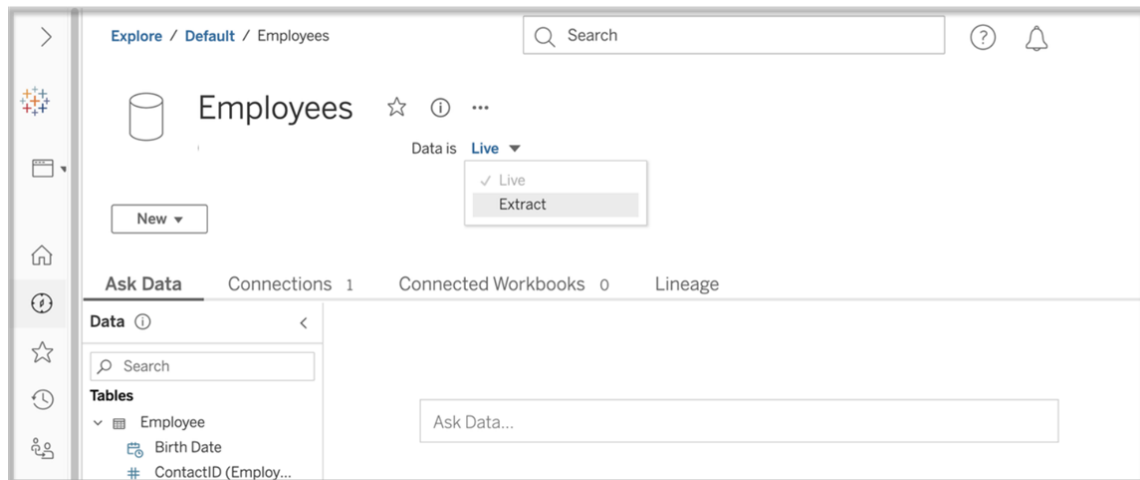 Explore / Default / Employees
Search
Employees
Data is Live
Live
Extract
New
Ask Data
Connections 1
Connected Workbooks 0
Lineage
Data
Search
Tables
Employee
Birth Date
ContactID (Employ...
Ask Data...